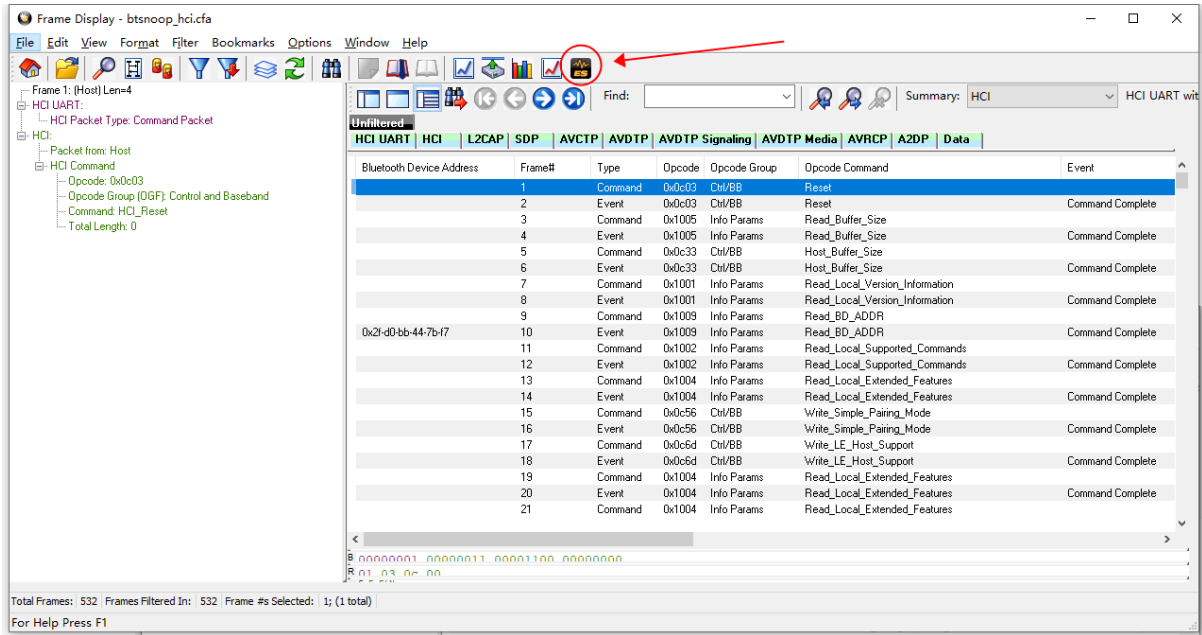 Frame Display - btsnoop_hci.cfa
File Edit View Format Filter Bookmarks Options Window Help
ES
Frame 1: (Host) Len=4
HCI UART:
HCI Packet Type: Command Packet
HCI:
Packet from: Host
HCI Command
Opcode: 0x0c03
Opcode Group (OGF): Control and Baseband
Command: HCI_Reset
Total Length: 0
Find: Summary: HCI HCI UART wit
Unfiltered
HCI UART HCI L2CAP SDP AVCTP AVDTP AVDTP Signaling AVDTP Media AVRCP A2DP Data
Bluetooth Device Address Frame# Type Opcode Opcode Group Opcode Command Event
1 Command 0x0c03 Ctrl/BB Reset
2 Event 0x0c03 Ctrl/BB Reset Command Complete
3 Command 0x1005 Info Params Read_Buffer_Size
4 Event 0x1005 Info Params Read_Buffer_Size Command Complete
5 Command 0x0c33 Ctrl/BB Host_Buffer_Size
6 Event 0x0c33 Ctrl/BB Host_Buffer_Size Command Complete
7 Command 0x1001 Info Params Read_Local_Version_Information
8 Event 0x1001 Info Params Read_Local_Version_Information Command Complete
9 Command 0x1009 Info Params Read_BD_ADDR
0x2f-d0-bb-44-7b-f7 10 Event 0x1009 Info Params Read_BD_ADDR Command Complete
11 Command 0x1002 Info Params Read_Local_Supported_Commands
12 Event 0x1002 Info Params Read_Local_Supported_Commands Command Complete
13 Command 0x1004 Info Params Read_Local_Extended_Features
14 Event 0x1004 Info Params Read_Local_Extended_Features Command Complete
15 Command 0x0c56 Ctrl/BB Write_Simple_Pairing_Mode
16 Event 0x0c56 Ctrl/BB Write_Simple_Pairing_Mode Command Complete
17 Command 0x0c6d Ctrl/BB Write_LE_Host_Support
18 Event 0x0c6d Ctrl/BB Write_LE_Host_Support Command Complete
19 Command 0x1004 Info Params Read_Local_Extended_Features
20 Event 0x1004 Info Params Read_Local_Extended_Features Command Complete
21 Command 0x1004 Info Params Read_Local_Extended_Features
B 00000001 00000011 00001100 00000000
R 01 03 0c 00
Total Frames: 532 Frames Filtered In: 532 Frame #s Selected: 1; (1 total)
For Help Press F1